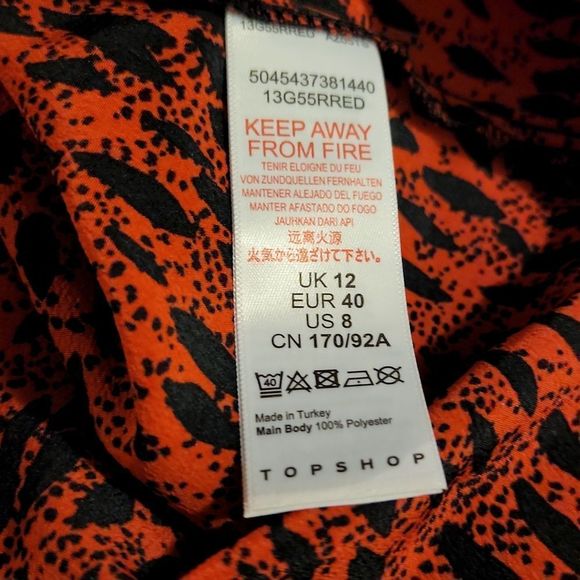 13G55RRED
5045437381440
13G55RRED
KEEP AWAY
FROM FIRE
TENIR ELOIGNE DU FEU
VON ZUNDQUELLEN FERNHALTEN
MANTENER ALEJADO DEL FUEGO
MANTER AFASTADO DO FOGO
JAUHKAN DARI API
远离火源
火気から遠ざけて下さい。
UK 12
EUR 40
US 8
CN 170/92A
40
Made in Turkey
Main Body 100% Polyester
TOPSHOP